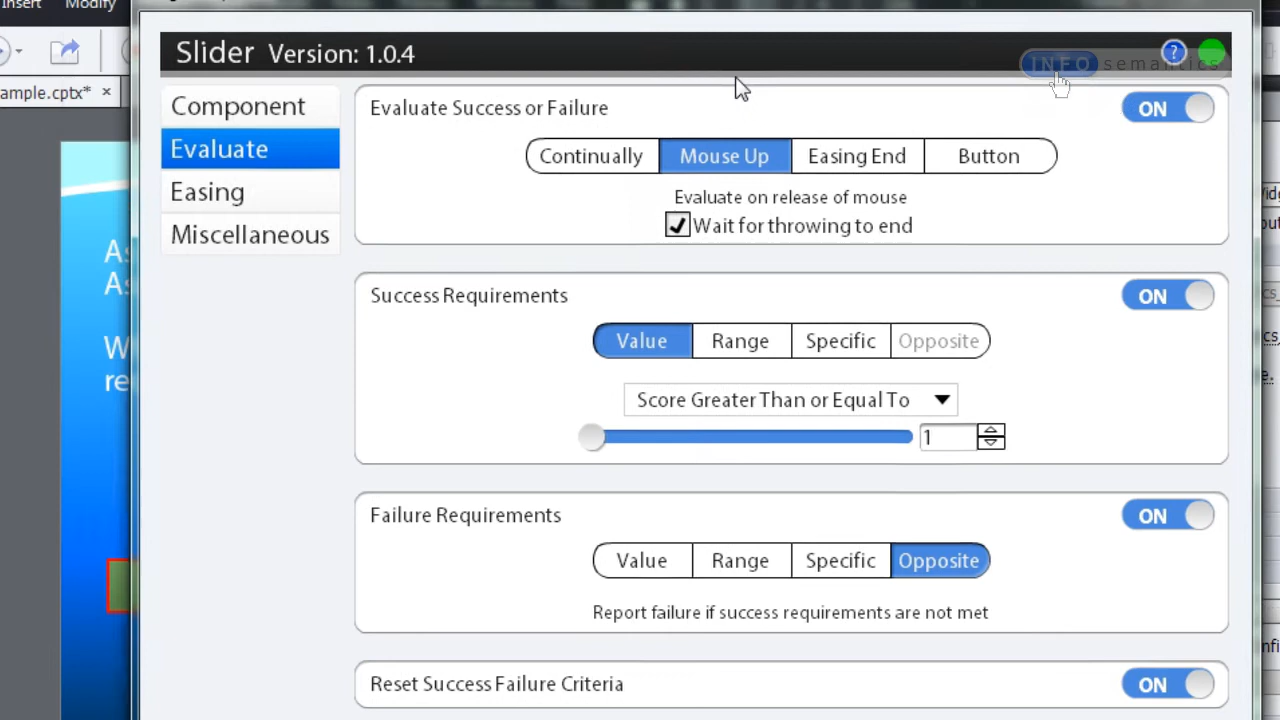 Insert Modify
Slider Version: 1.0.4
?
INFO semantics
ample.cptx* ×
Component
Evaluate
Easing
Miscellaneous
Evaluate Success or Failure
ON
Continually Mouse Up Easing End Button
Evaluate on release of mouse
Wait for throwing to end
Success Requirements
ON
Value Range Specific Opposite
Score Greater Than or Equal To
1
Failure Requirements
ON
Value Range Specific Opposite
Report failure if success requirements are not met
Reset Success Failure Criteria
ON
As
As
W
re